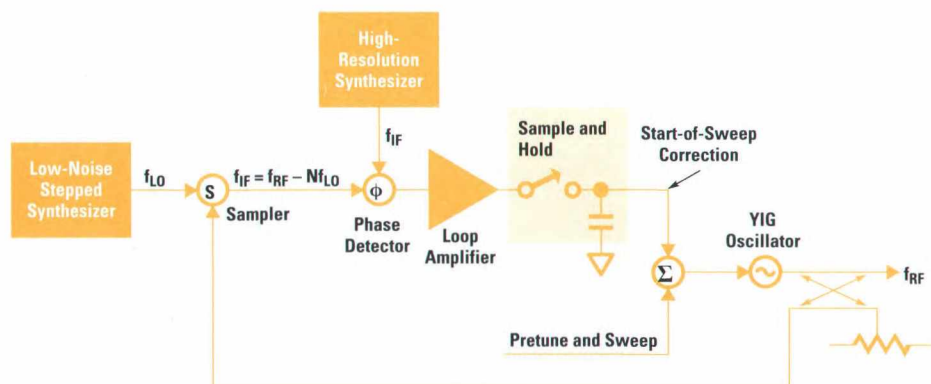 High-
Resolution
Synthesizer
Low-Noise
Stepped
Synthesizer
fLO
S
Sampler
fIF = fRF – NfLO
fIF
ϕ
Phase
Detector
Loop
Amplifier
Sample and
Hold
Start-of-Sweep
Correction
Σ
Pretune and Sweep
YIG
Oscillator
fRF